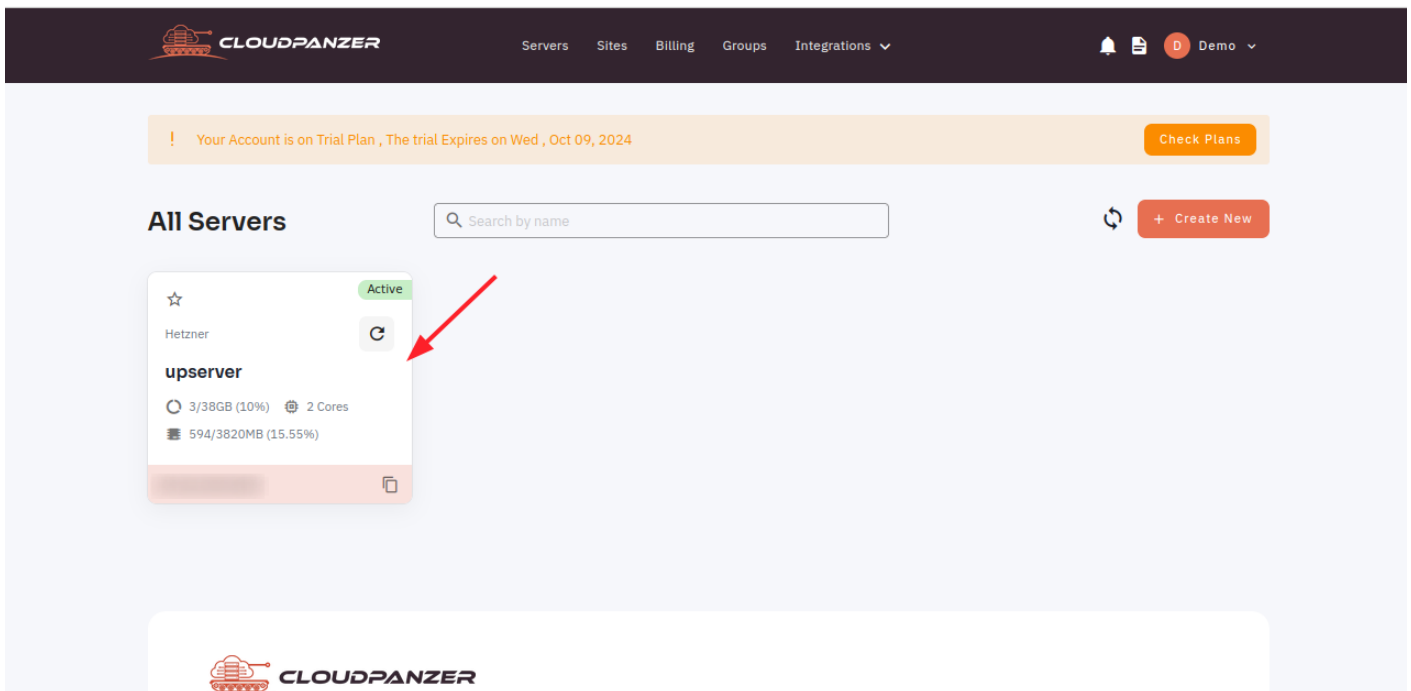 CLOUDPANZER
Servers Sites Billing Groups Integrations
D Demo
! Your Account is on Trial Plan , The trial Expires on Wed , Oct 09, 2024
Check Plans
All Servers
Search by name
+ Create New
Active
Hetzner
upserver
3/38GB (10%) 2 Cores
594/3820MB (15.55%)
CLOUDPANZER